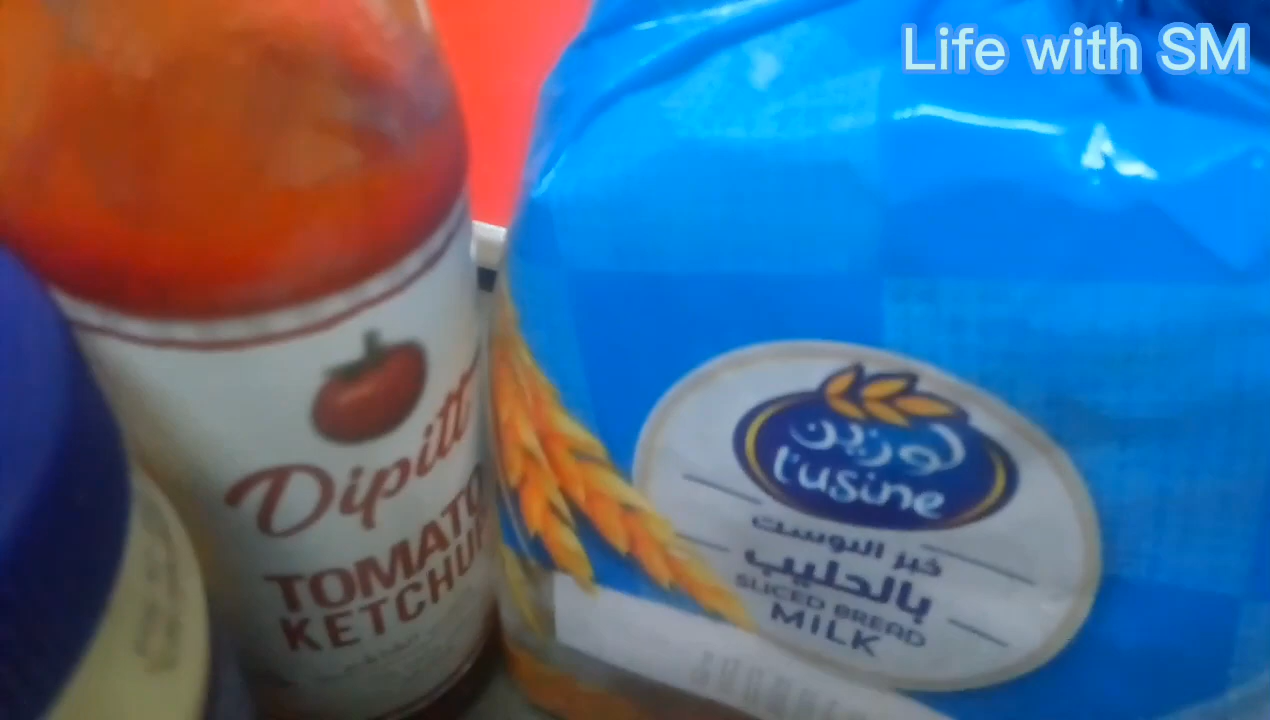 Life with SM
Dipitt
TOMATO
KETCHUP
لوزين
l'usine
خبز التوست
بالحليب
SLICED BREAD
MILK